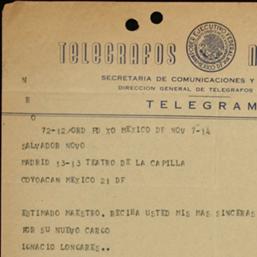 TELEGRAFOS
SECRETARIA DE COMUNICACIONES Y
DIRECCION GENERAL DE TELEGRAFOS
TELEGRAM
72-12/ORD FD XO MEXICO DF NOV 7-14
SALVADOR NOVO
MADRID 13-13 TEATRO DE LA CAPILLA
COYOACAN MEXICO 21 DF
ESTIMADO MAESTRO. RECIBA USTED MIS MAS SINCERAS
POR SU NUEVO CARGO
IGNACIO LONGARES..